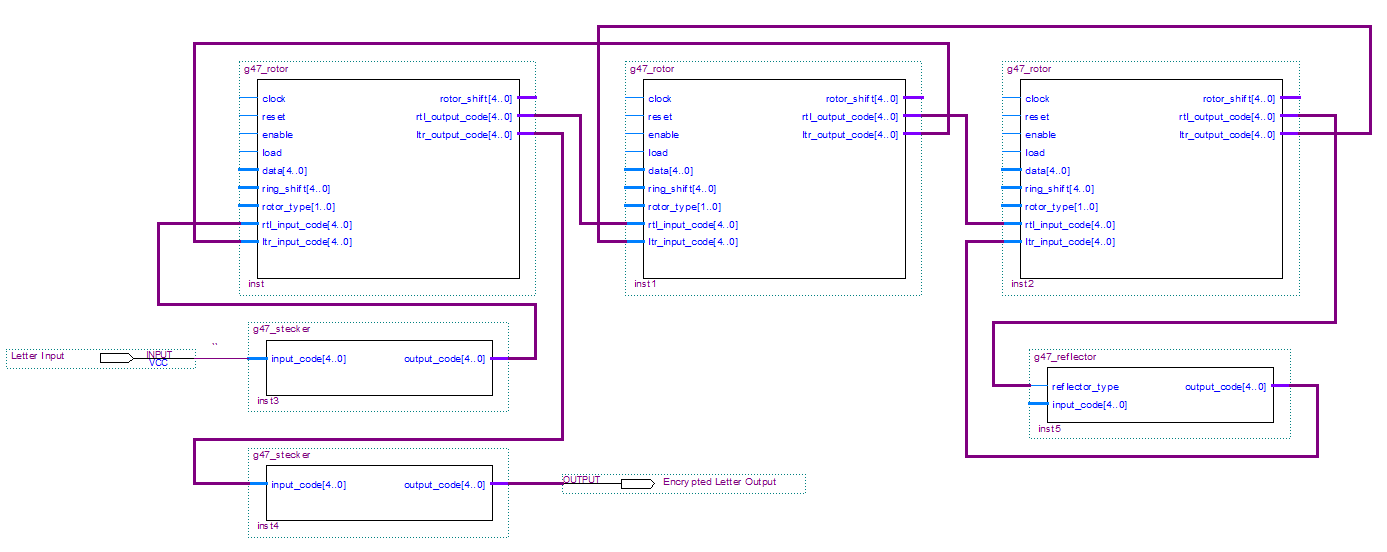 g47_rotor
clock
reset
enable
load
data[4..0]
ring_shift[4..0]
rotor_type[1..0]
rtl_input_code[4..0]
ltr_input_code[4..0]
rotor_shift[4..0]
rtl_output_code[4..0]
ltr_output_code[4..0]
inst
g47_rotor
clock
reset
enable
load
data[4..0]
ring_shift[4..0]
rotor_type[1..0]
rtl_input_code[4..0]
ltr_input_code[4..0]
rotor_shift[4..0]
rtl_output_code[4..0]
ltr_output_code[4..0]
inst1
g47_rotor
clock
reset
enable
load
data[4..0]
ring_shift[4..0]
rotor_type[1..0]
rtl_input_code[4..0]
ltr_input_code[4..0]
rotor_shift[4..0]
rtl_output_code[4..0]
ltr_output_code[4..0]
inst2
Letter Input
INPUT
VCC
g47_stecker
input_code[4..0]
output_code[4..0]
inst3
g47_reflector
reflector_type
input_code[4..0]
output_code[4..0]
inst5
g47_stecker
input_code[4..0]
output_code[4..0]
inst4
OUTPUT
Encrypted Letter Output